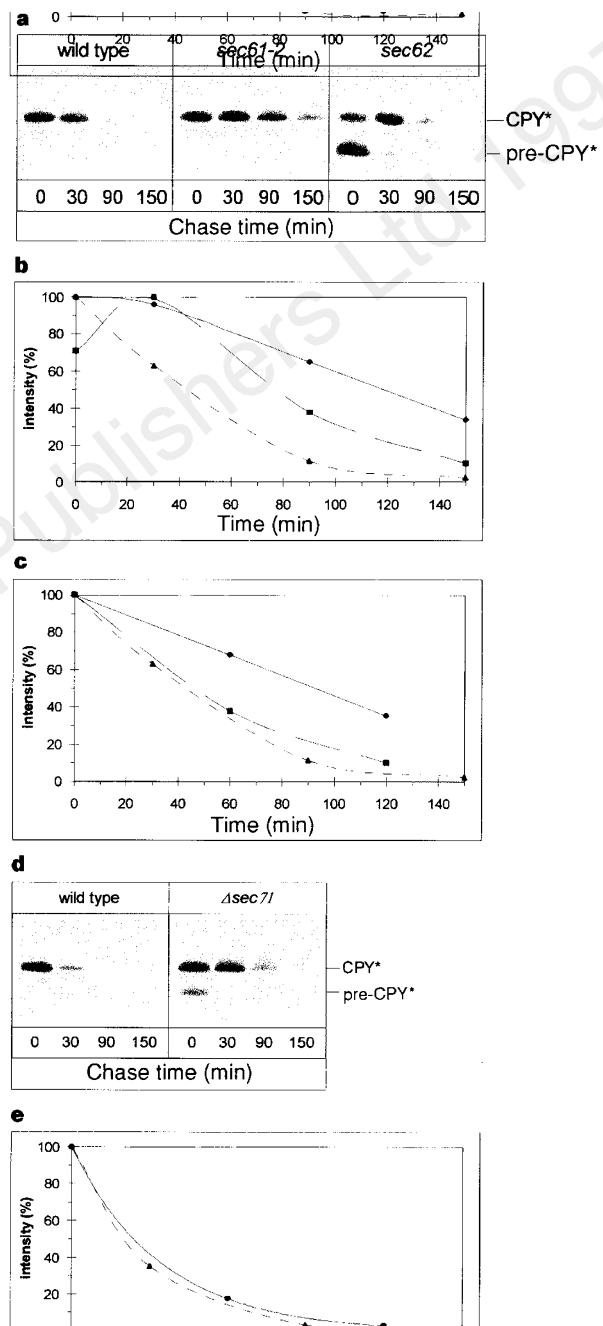 a
0
0 20 40 60 80 100 120 140
Time (min)
wild type sec61-2 sec62
CPY*
pre-CPY*
0 30 90 150 0 30 90 150 0 30 90 150
Chase time (min)
b
100
80
60
40
20
0
intensity (%)
0 20 40 60 80 100 120 140
Time (min)
c
100
80
60
40
20
0
intensity (%)
0 20 40 60 80 100 120 140
Time (min)
d
wild type Δsec71
CPY*
pre-CPY*
0 30 90 150 0 30 90 150
Chase time (min)
e
100
80
60
40
20
intensity (%)
Publishers Ltd 1997